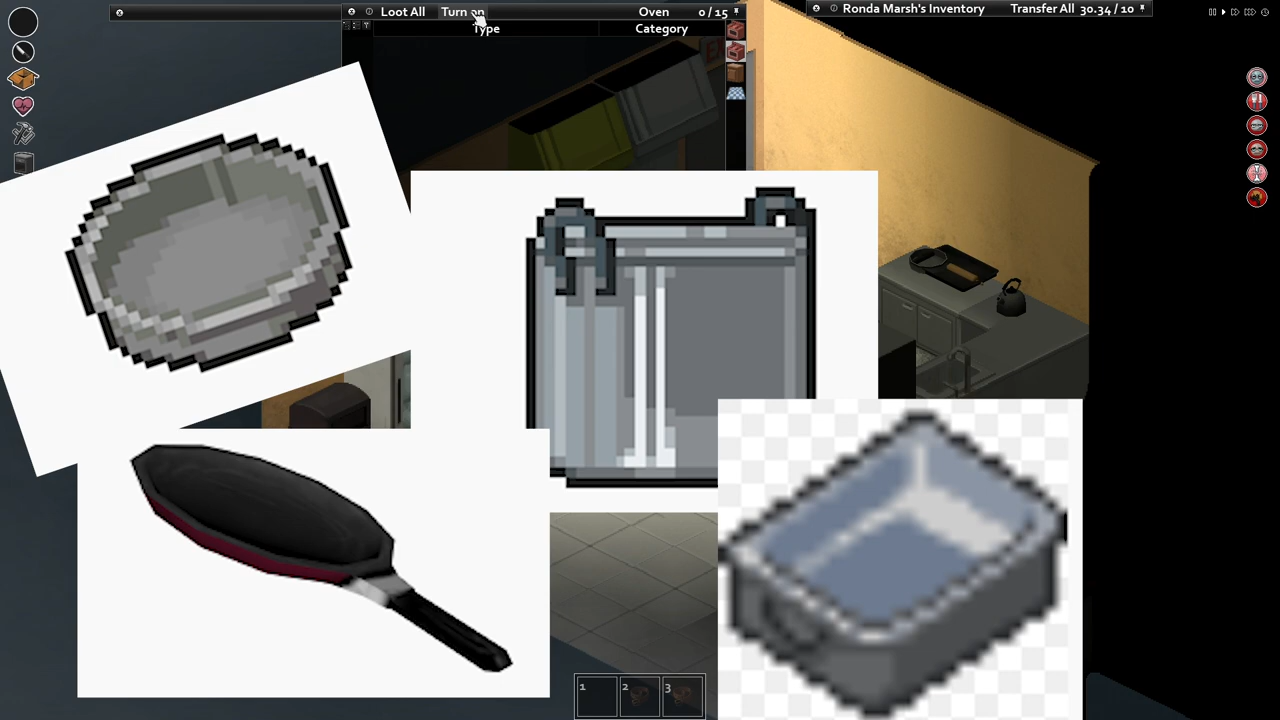 Loot All Turn on Oven 0 / 15
Type Category
Ronda Marsh's Inventory Transfer All 30.34 / 10
1 2 3